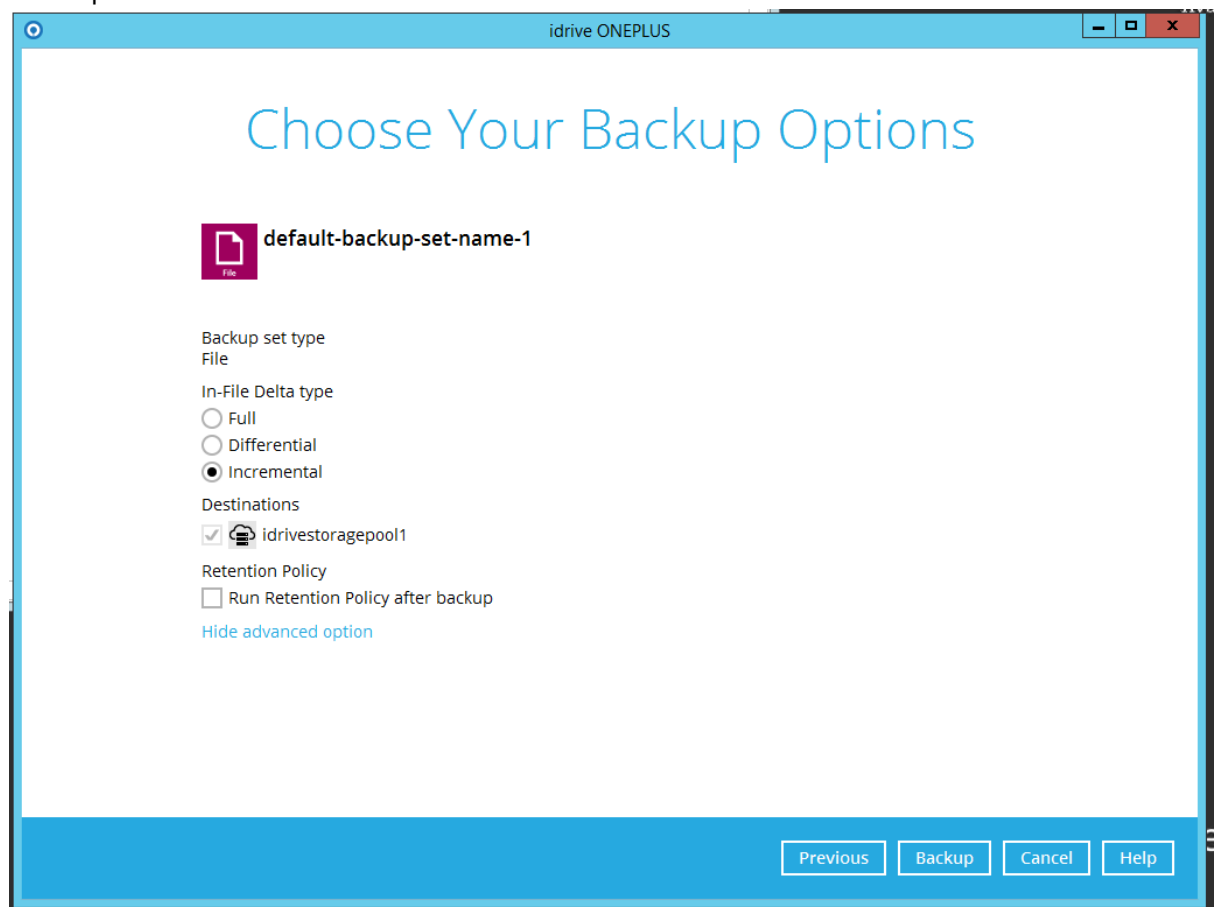 idrive ONEPLUS
Choose Your Backup Options
default-backup-set-name-1
File
Backup set type
File
In-File Delta type
Full
Differential
Incremental
Destinations
idrivestoragepool1
Retention Policy
Run Retention Policy after backup
Hide advanced option
Previous Backup Cancel Help